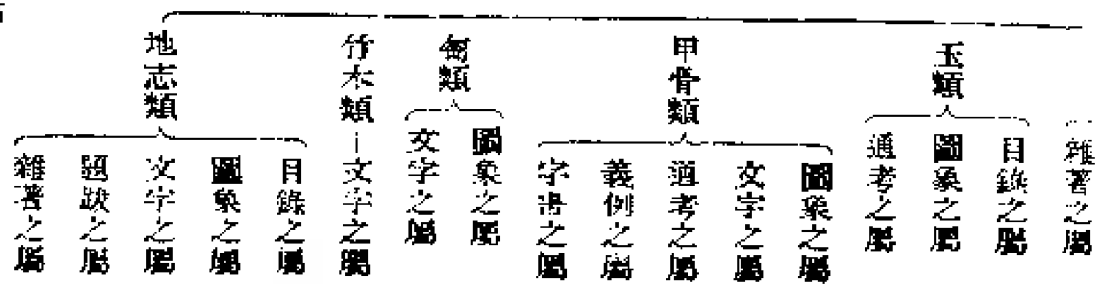 雜著之屬
玉類
目錄之屬
圖象之屬
通考之屬
甲骨類
圖象之屬
文字之屬
通考之屬
義例之屬
字書之屬
匋類
圖象之屬
文字之屬
竹木類—文字之屬
地志類
目錄之屬
圖象之屬
文字之屬
題跋之屬
雜著之屬